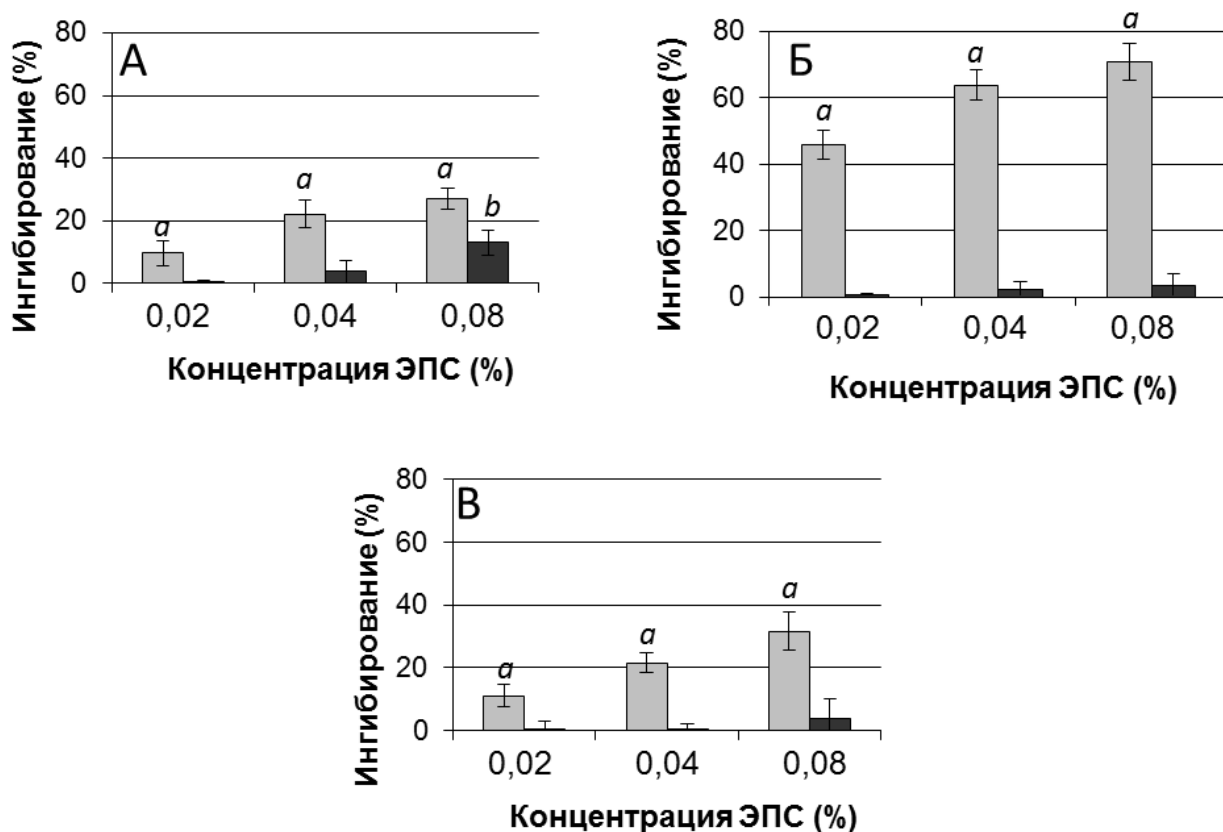 А
Ингибирование (%)
80
60
40
20
0
a
a
a
b
0,02
0,04
0,08
Концентрация ЭПС (%)
Б
Ингибирование (%)
80
60
40
20
0
a
a
a
0,02
0,04
0,08
Концентрация ЭПС (%)
В
Ингибирование (%)
80
60
40
20
0
a
a
a
0,02
0,04
0,08
Концентрация ЭПС (%)